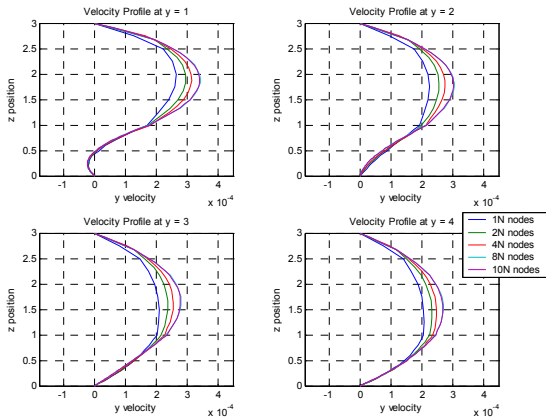 Velocity Profile at y = 1
3
2.5
2
1.5
1
0.5
0
z position
-1 0 1 2 3 4
y velocity
x 10^-4
Velocity Profile at y = 2
3
2.5
2
1.5
1
0.5
0
z position
-1 0 1 2 3 4
y velocity
x 10^-4
Velocity Profile at y = 3
3
2.5
2
1.5
1
0.5
0
z position
-1 0 1 2 3 4
y velocity
x 10^-4
Velocity Profile at y = 4
3
2.5
2
1.5
1
0.5
0
z position
-1 0 1 2 3 4
y velocity
x 10^-4
1N nodes
2N nodes
4N nodes
8N nodes
10N nodes